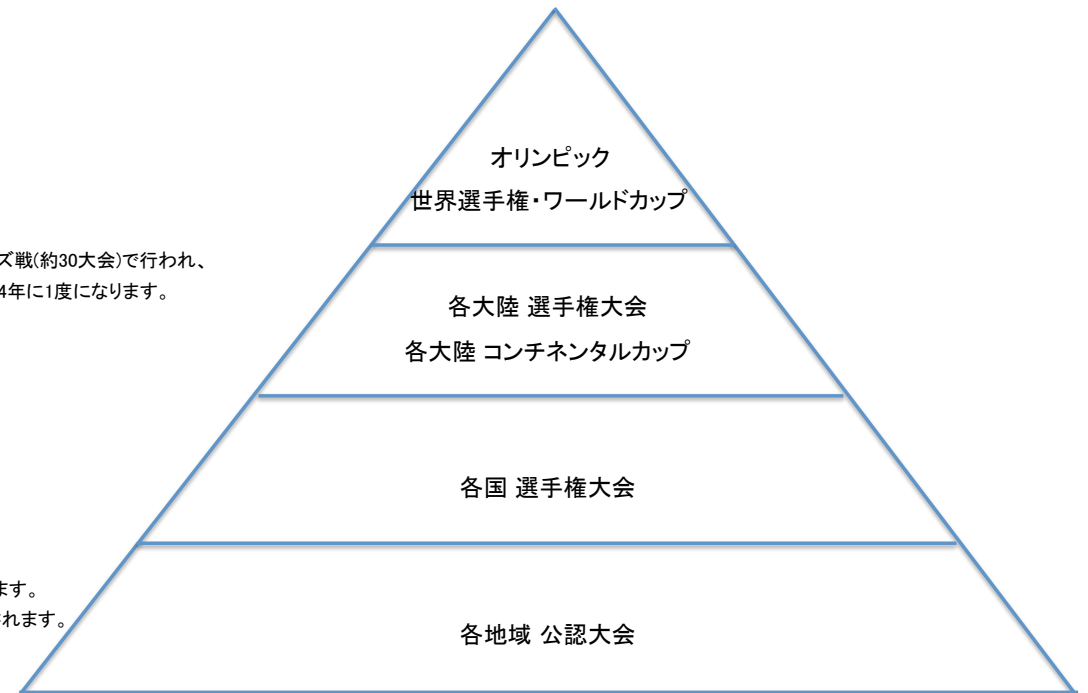 オリンピック
世界選手権・ワールドカップ
ズ戦(約30大会)で行われ、
4年に1度になります。
各大陸 選手権大会
各大陸 コンチネンタルカップ
各国 選手権大会
ます。
れます。
各地域 公認大会